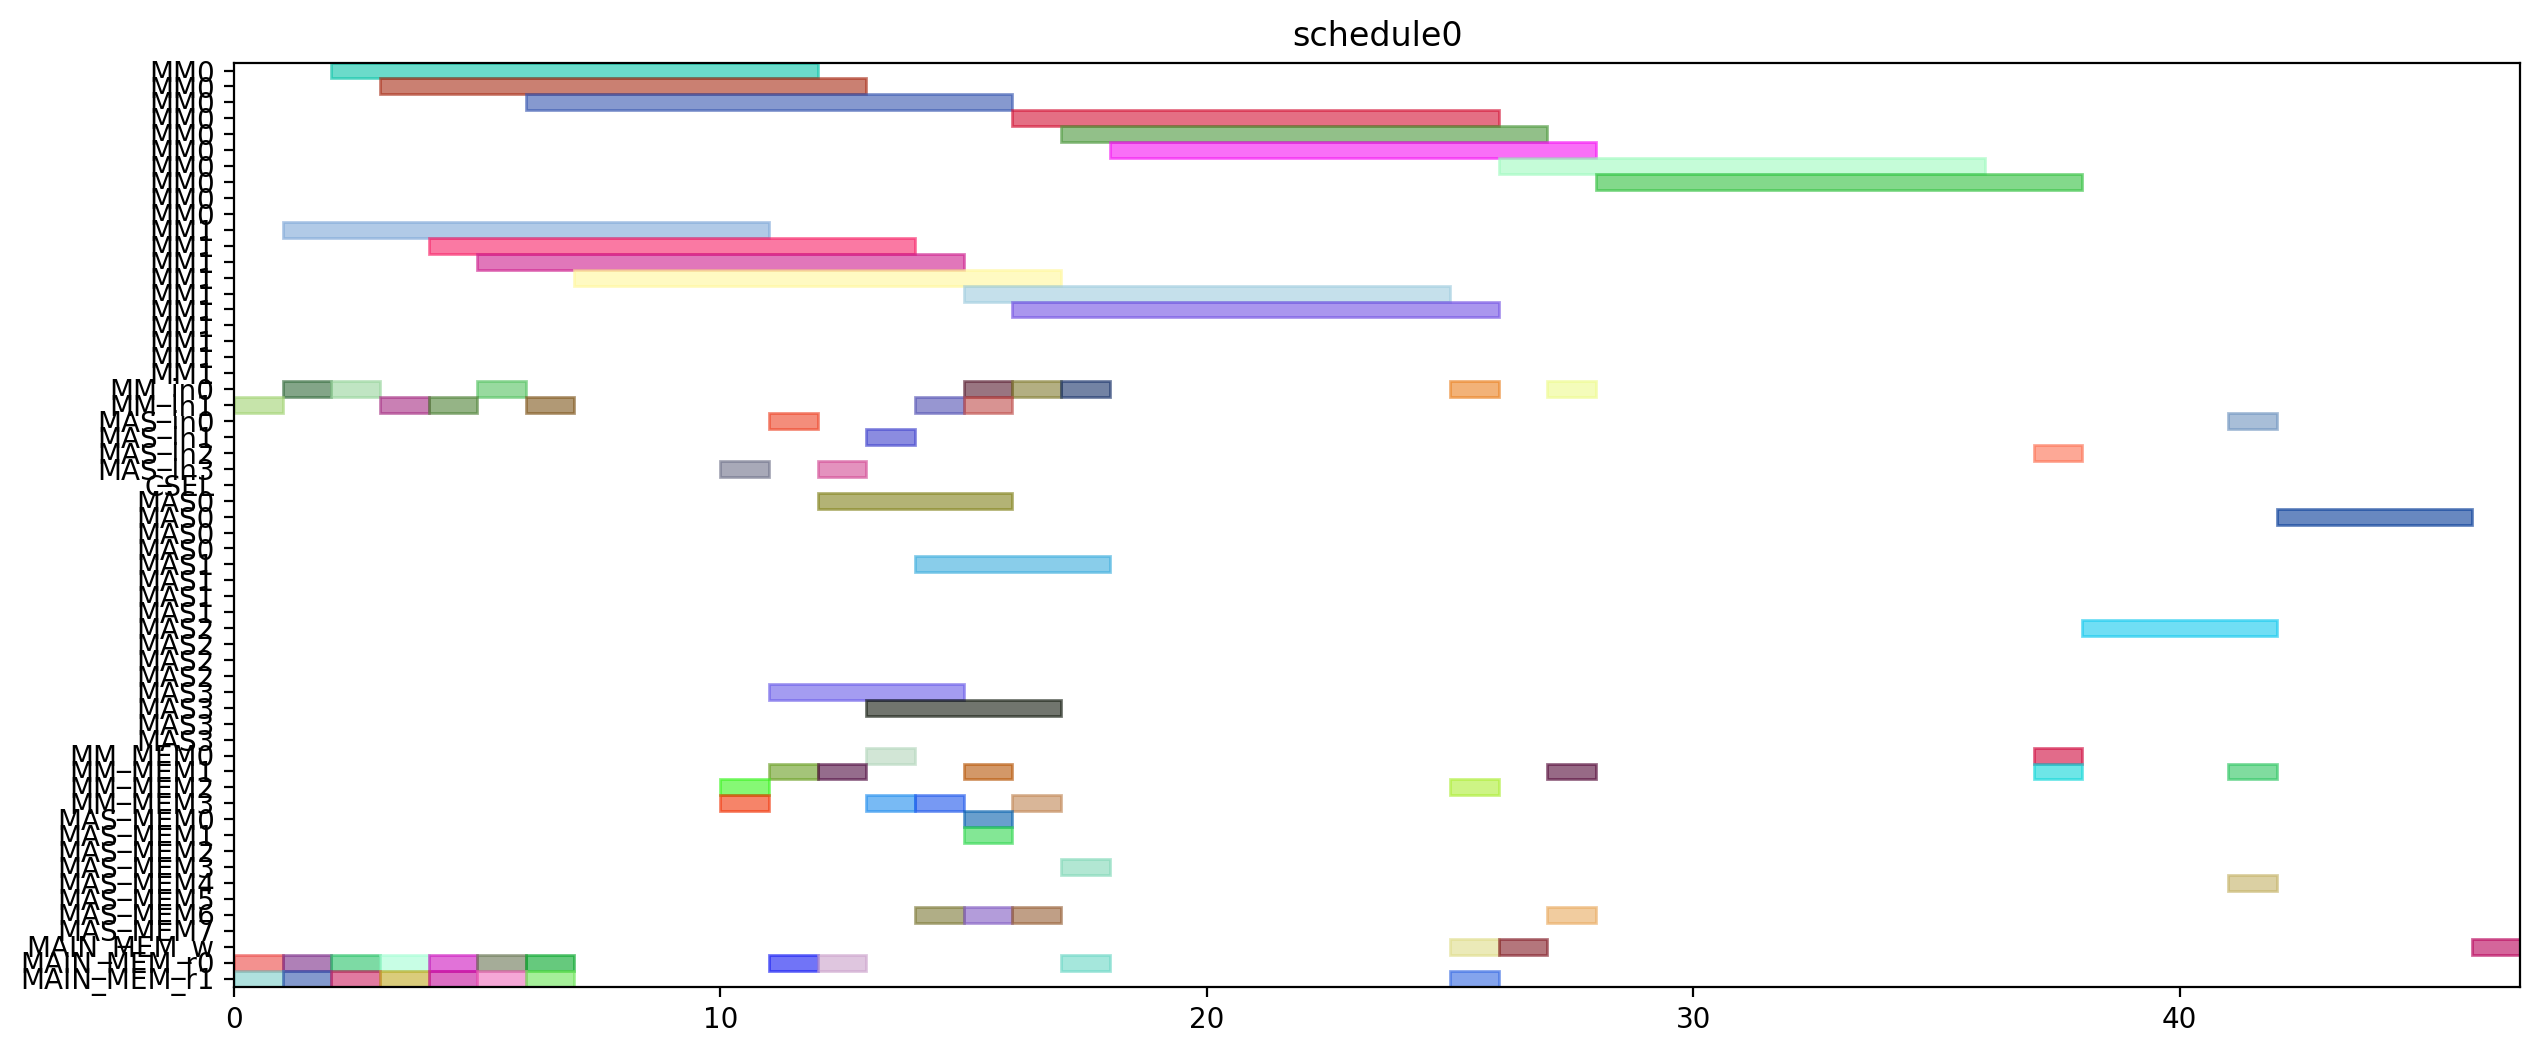 schedule0
MM0
MM0
MM0
MM0
MM0
MM0
MM0
MM0
MM0
MM0
MM1
MM1
MM1
MM1
MM1
MM1
MM1
MM1
MM1
MM1
MM_in0
MM_in1
MAS_in0
MAS_in1
MAS_in2
MAS_in3
CSEL
MAS0
MAS0
MAS0
MAS0
MAS1
MAS1
MAS1
MAS1
MAS2
MAS2
MAS2
MAS2
MAS3
MAS3
MAS3
MAS3
MM_MEM0
MM_MEM1
MM_MEM2
MM_MEM3
MAS_MEM0
MAS_MEM1
MAS_MEM2
MAS_MEM3
MAS_MEM4
MAS_MEM5
MAS_MEM6
MAS_MEM7
MAIN_MEM_w
MAIN_MEM_r0
MAIN_MEM_r1
0 10 20 30 40